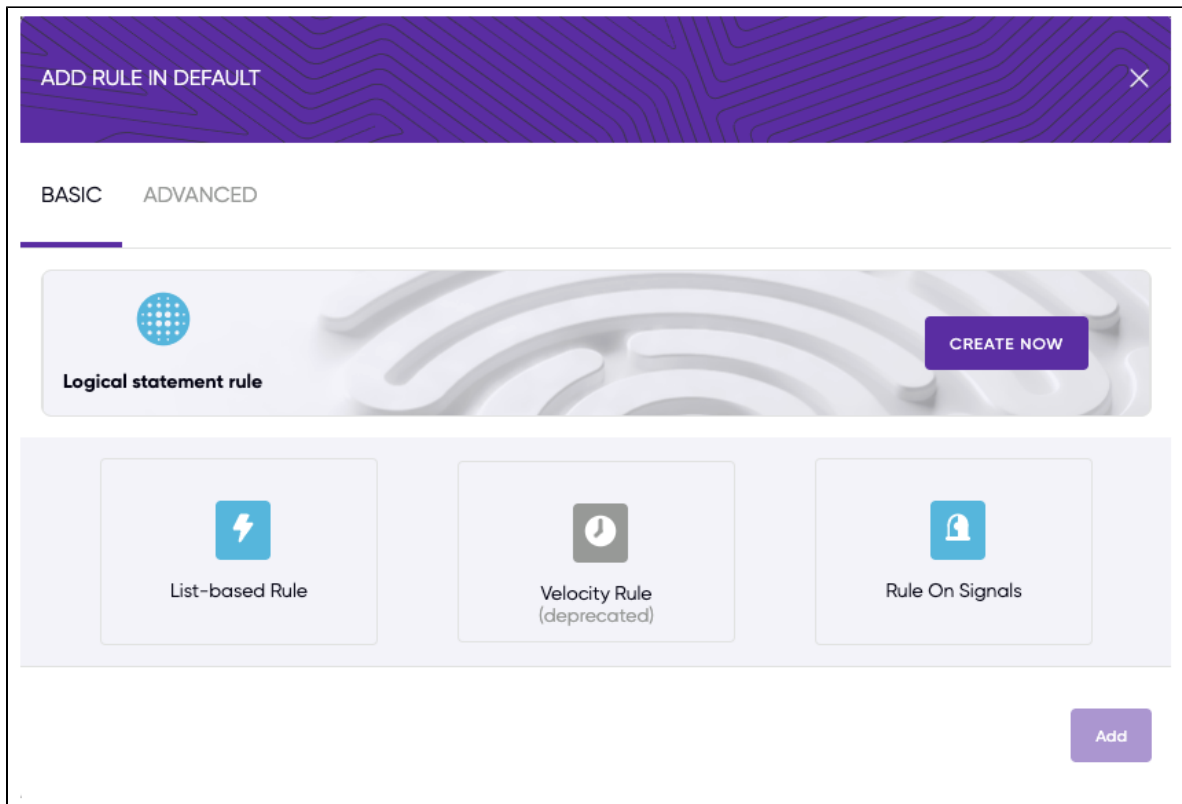 ADD RULE IN DEFAULT
BASIC
ADVANCED
CREATE NOW
Logical statement rule
List-based Rule
Velocity Rule
(deprecated)
Rule On Signals
Add